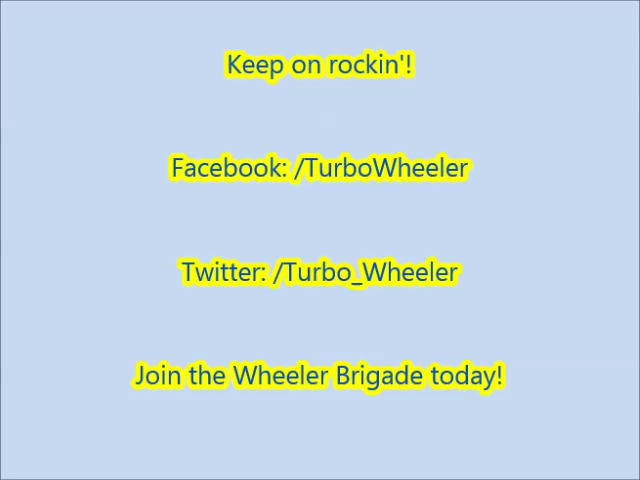 Keep on rockin'!
Facebook: /TurboWheeler
Twitter: /Turbo_Wheeler
Join the Wheeler Brigade today!